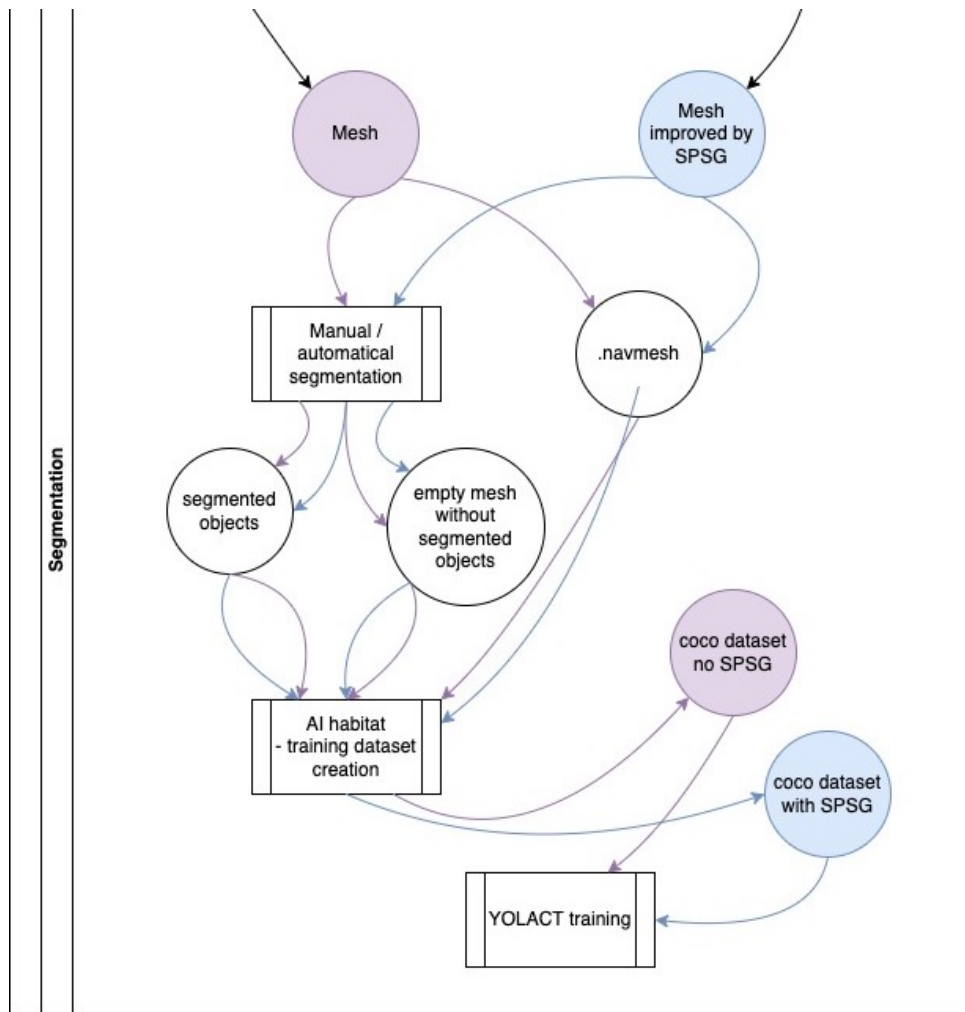 Segmentation
Mesh
Mesh
improved by
SPSG
Manual /
automatical
segmentation
.navmesh
segmented
objects
empty mesh
without
segmented
objects
coco dataset
no SPSG
AI habitat
- training dataset
creation
coco dataset
with SPSG
YOLACT training